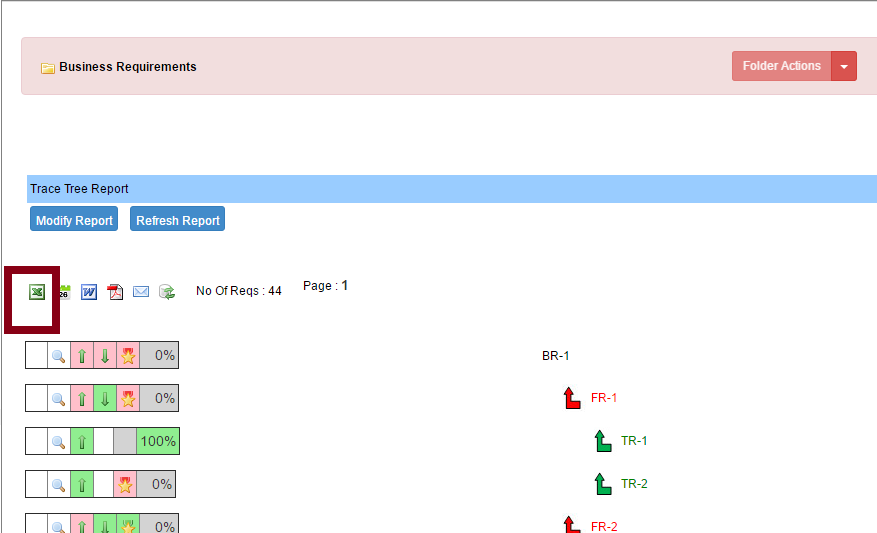 Business Requirements
Folder Actions
Trace Tree Report
Modify Report Refresh Report
26 No Of Reqs : 44 Page : 1
0% BR-1
0% FR-1
100% TR-1
0% TR-2
0% FR-2